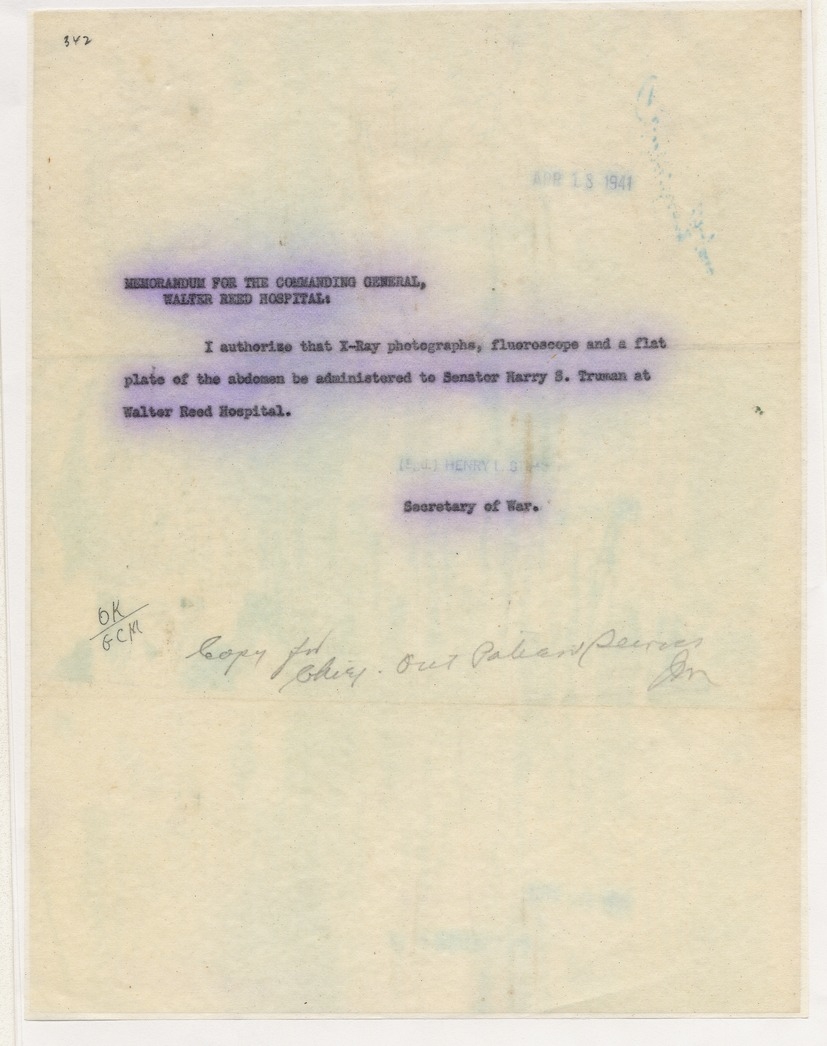 342
APR 18 1941
MEMORANDUM FOR THE COMMANDING GENERAL,
WALTER REED HOSPITAL:
I authorize that X-Ray photographs, fluoroscope and a flat
plate of the abdomen be administered to Senator Harry S. Truman at
Walter Reed Hospital.
(Sgd.) HENRY L.
Secretary of War.
OK
GCM
Copy for
Chief. Out Patient Service